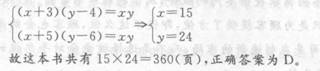 (x+3)(y-4)=xy ⇒ x=15
(x+5)(y-6)=xy y=24
故这本书共有 15×24=360(页),正确答案为 D。